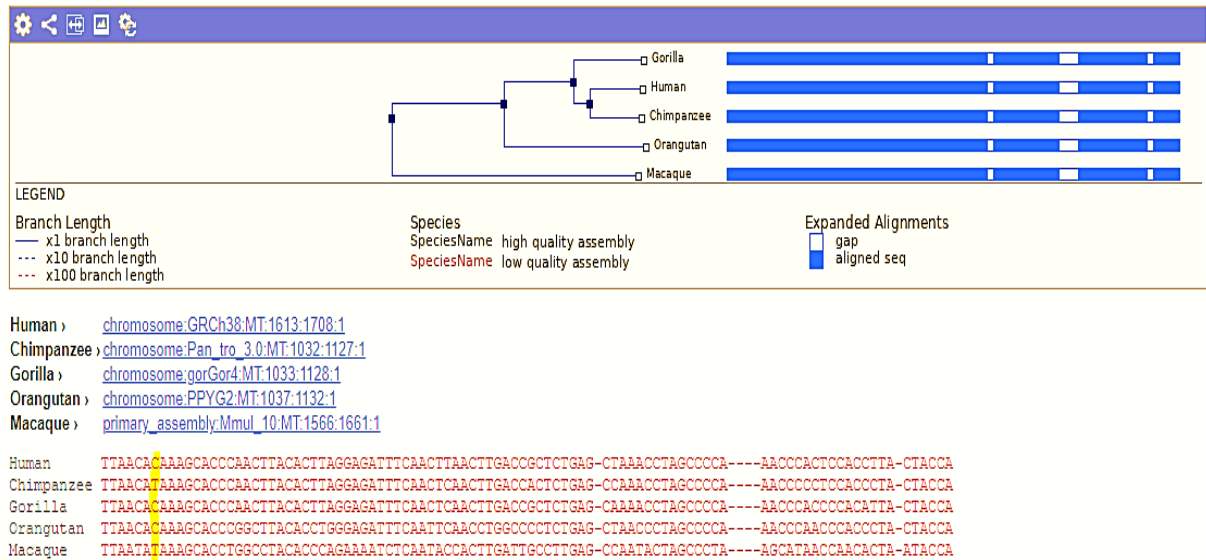 Gorilla
Human
Chimpanzee
Orangutan
Macaque
LEGEND
Branch Length
x1 branch length
x10 branch length
x100 branch length
Species
SpeciesName high quality assembly
SpeciesName low quality assembly
Expanded Alignments
gap
aligned seq
Human › chromosome:GRCh38:MT:1613:1708:1
Chimpanzee › chromosome:Pan_tro_3.0:MT:1032:1127:1
Gorilla › chromosome:gorGor4:MT:1033:1128:1
Orangutan › chromosome:PPYG2:MT:1037:1132:1
Macaque › primary_assembly:Mmul_10:MT:1566:1661:1
Human TTAACACAAAGCACCCAACTTACACTTAGGAGATTTCAACTTAACTTGACCGCTCTGAG-CTAAACCTAGCCCCA----AACCCACTCCACCTTA-CTACCA
Chimpanzee TTAACATAAAGCACCCAACTTACACTTAGGAGATTTCAACTCAACTTGACCACTCTGAG-CCAAACCTAGCCCCA----AACCCCCTCCACCCTA-CTACCA
Gorilla TTAACACAAAGCACCCAACTTACACTTAGGAGATTTCAACTCAACTTGACCGCTCTGAG-CAAAACCTAGCCCCA----AACCCACCCCACATTA-CTACCA
Orangutan TTAACACAAAGCACCCGGCTTACACCTGGGAGATTTCAATTCAACCTGGCCCCTCTGAG-CTAACCCTAGCCCCA----AACCCAACCCACCCTA-CTACCA
Macaque TTAATATAAAGCACCTGGCCTACACCCAGAAAATCTCAATACCACTTGATTGCCTTGAG-CCAATACTAGCCCTA----AGCATAACCAACACTA-ATACCA